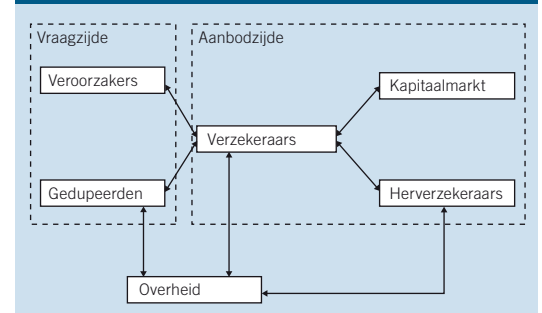 Vraagzijde
Aanbodzijde
Veroorzakers
Kapitaalmarkt
Verzekeraars
Gedupeerden
Herverzekeraars
Overheid